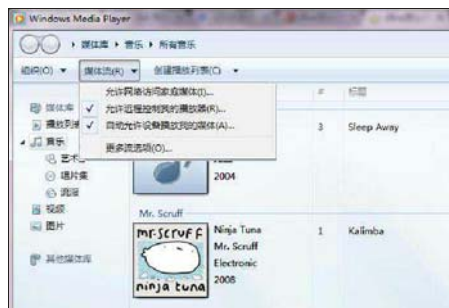 Windows Media Player
媒体库 ▸ 音乐 ▸ 所有音乐
组织(O) 媒体流(R) 创建播放列表(C)
允许网络访问家庭媒体(I)...
允许远程控制我的播放器(R)...
自动允许设备播放我的媒体(A)...
更多流选项(O)...
# 标题
媒体库
播放列
音乐
艺术
唱片集
流派
视频
图片
其他媒体库
3 Sleep Away
2004
Mr. Scruff
mr.scruff
ninja tuna
Ninja Tuna
Mr. Scruff
Electronic
2008
1 Kalimba